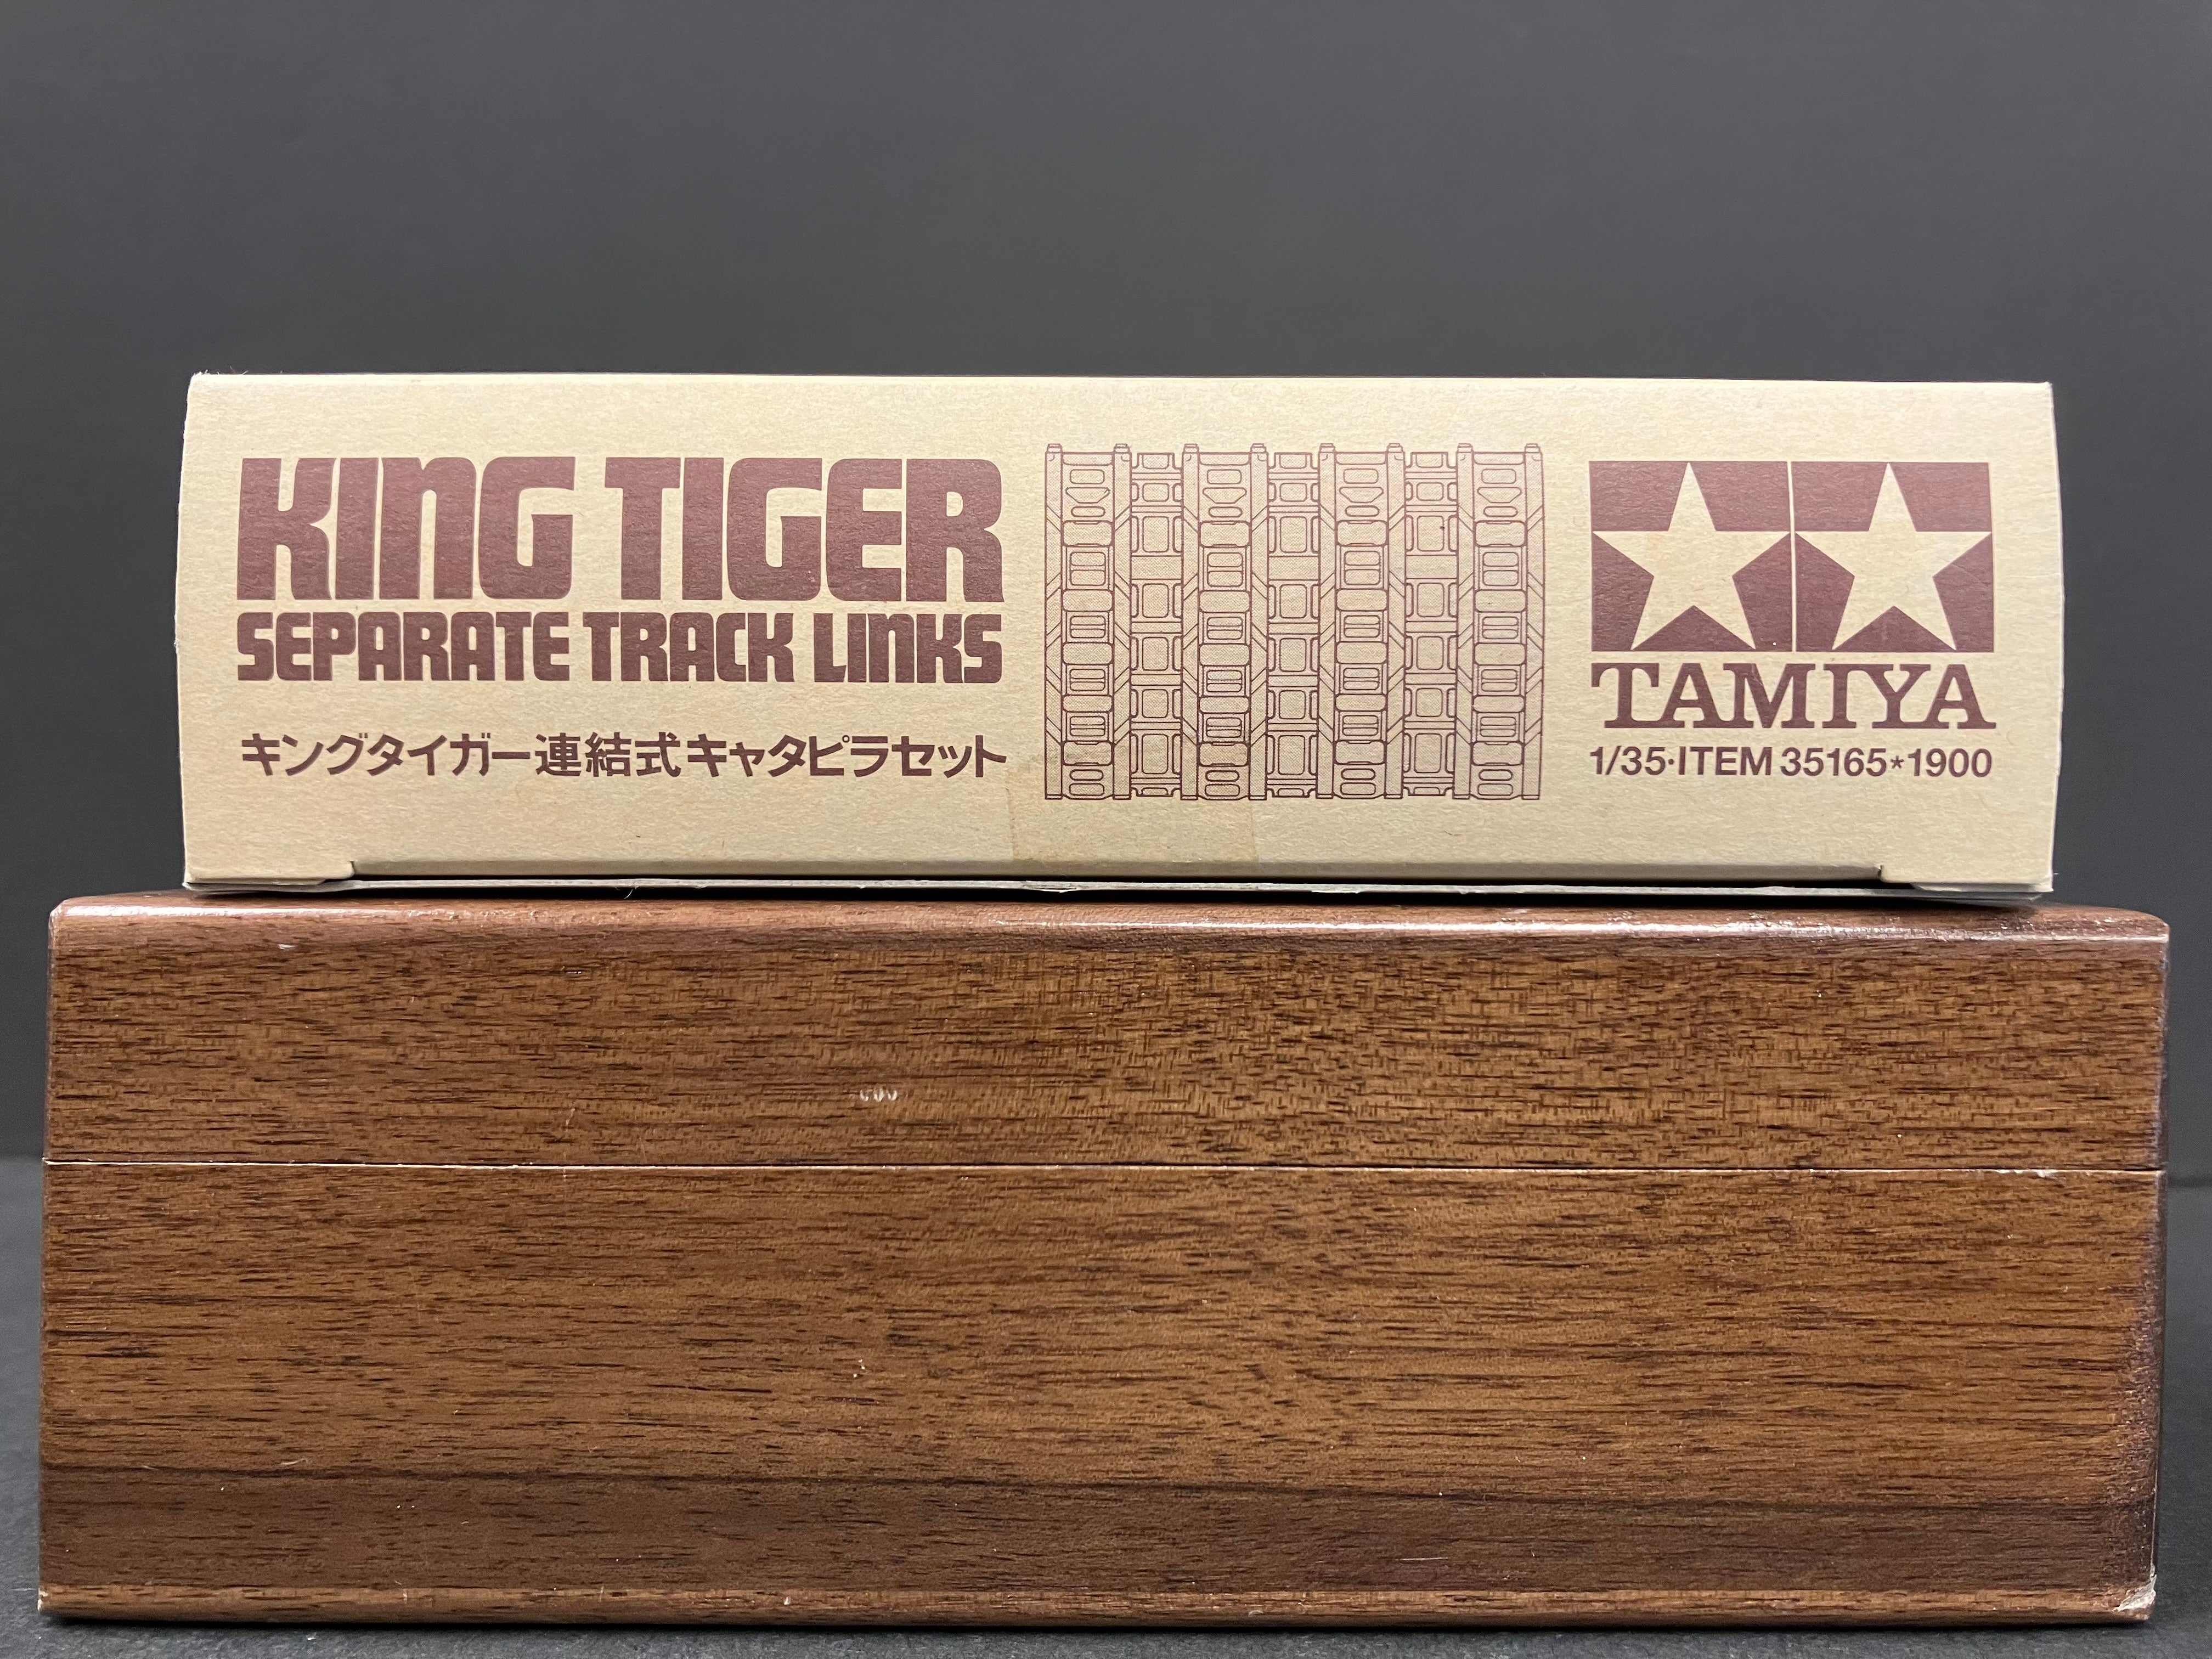 KING TIGER
SEPARATE TRACK LINKS
キングタイガー連結式キャタピラセット
TAMIYA
1/35·ITEM 35165★1900